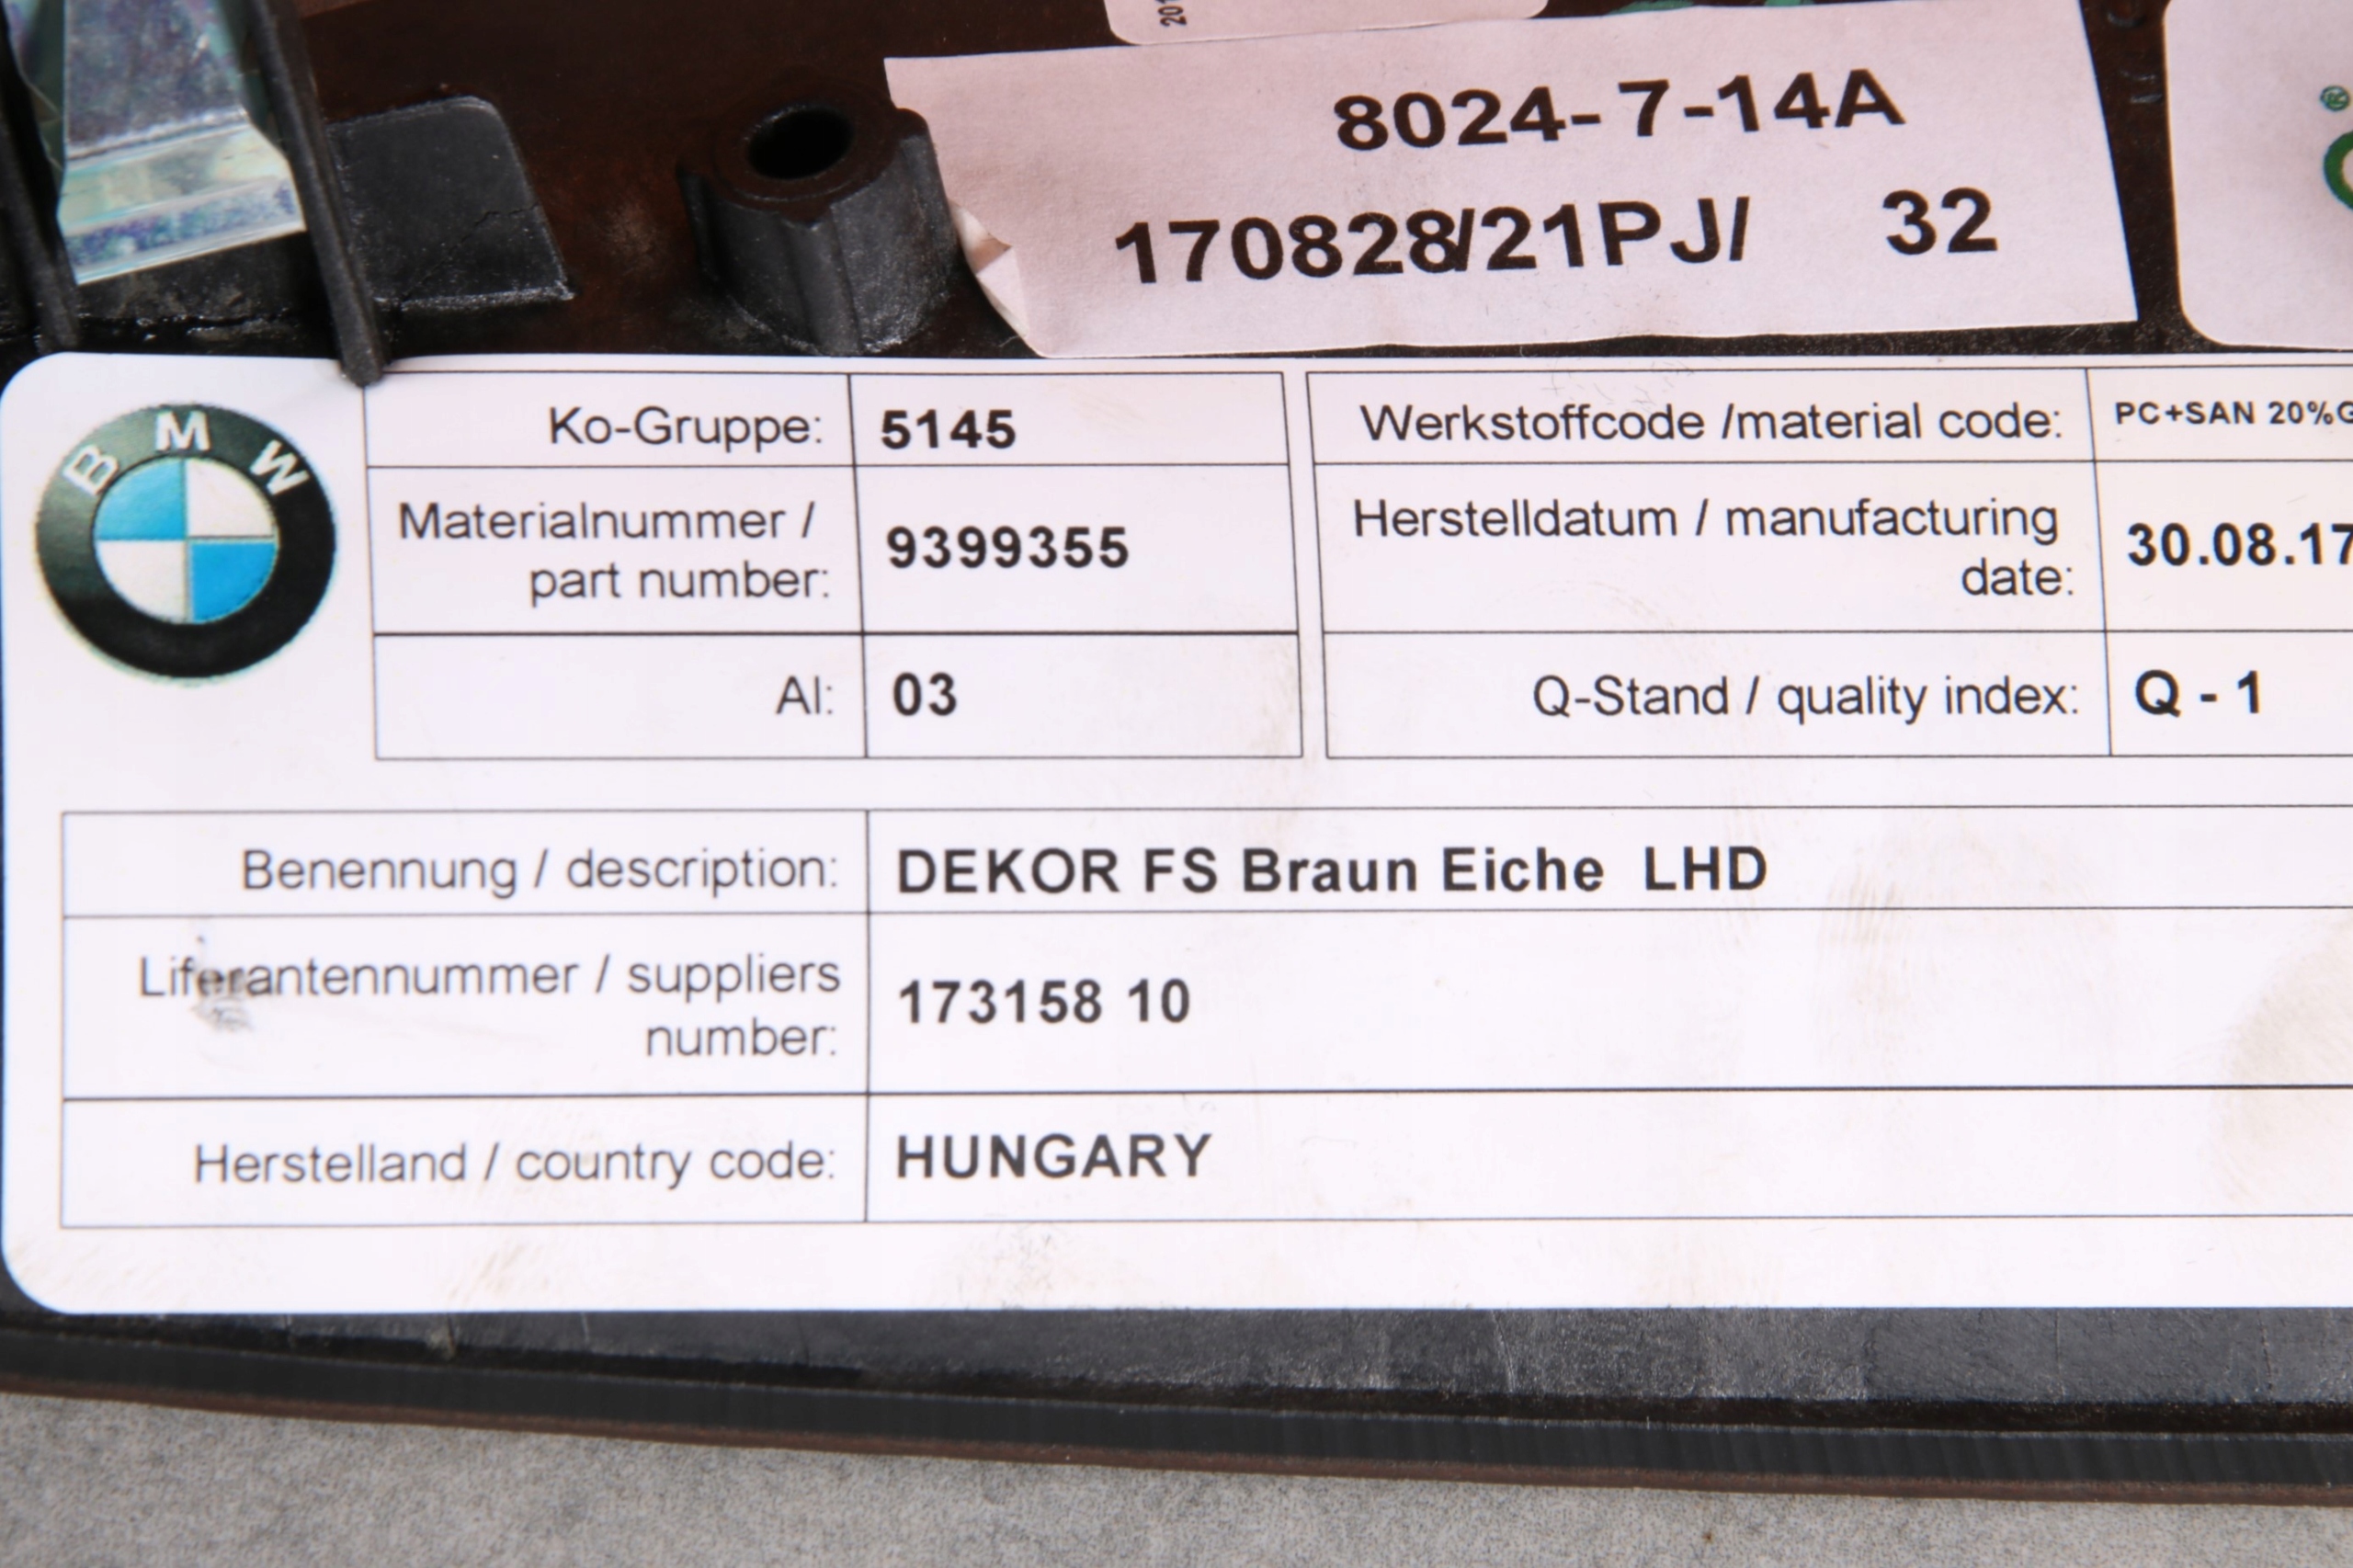 201
8024-7-14A
170828/21PJ/ 32
BMW
Ko-Gruppe: 5145
Materialnummer /
part number: 9399355
AI: 03
Werkstoffcode /material code: PC+SAN 20%G
Herstelldatum / manufacturing
date: 30.08.17
Q-Stand / quality index: Q - 1
Benennung / description: DEKOR FS Braun Eiche LHD
Liferantennummer / suppliers
number: 173158 10
Herstelland / country code: HUNGARY